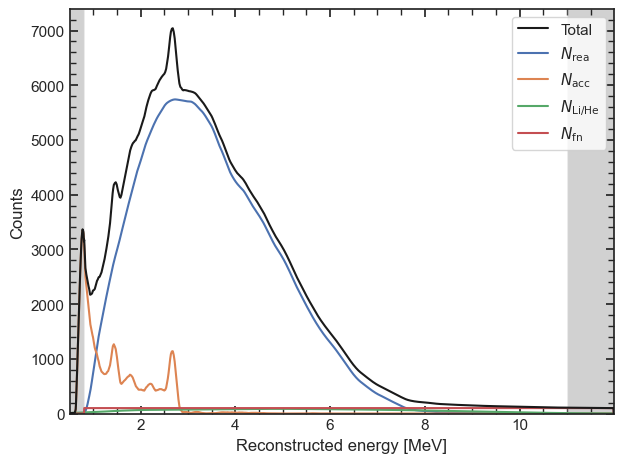 7000
6000
5000
4000
3000
2000
1000
0
Counts
2
4
6
8
10
Reconstructed energy [MeV]
Total
N_rea
N_acc
N_Li/He
N_fn